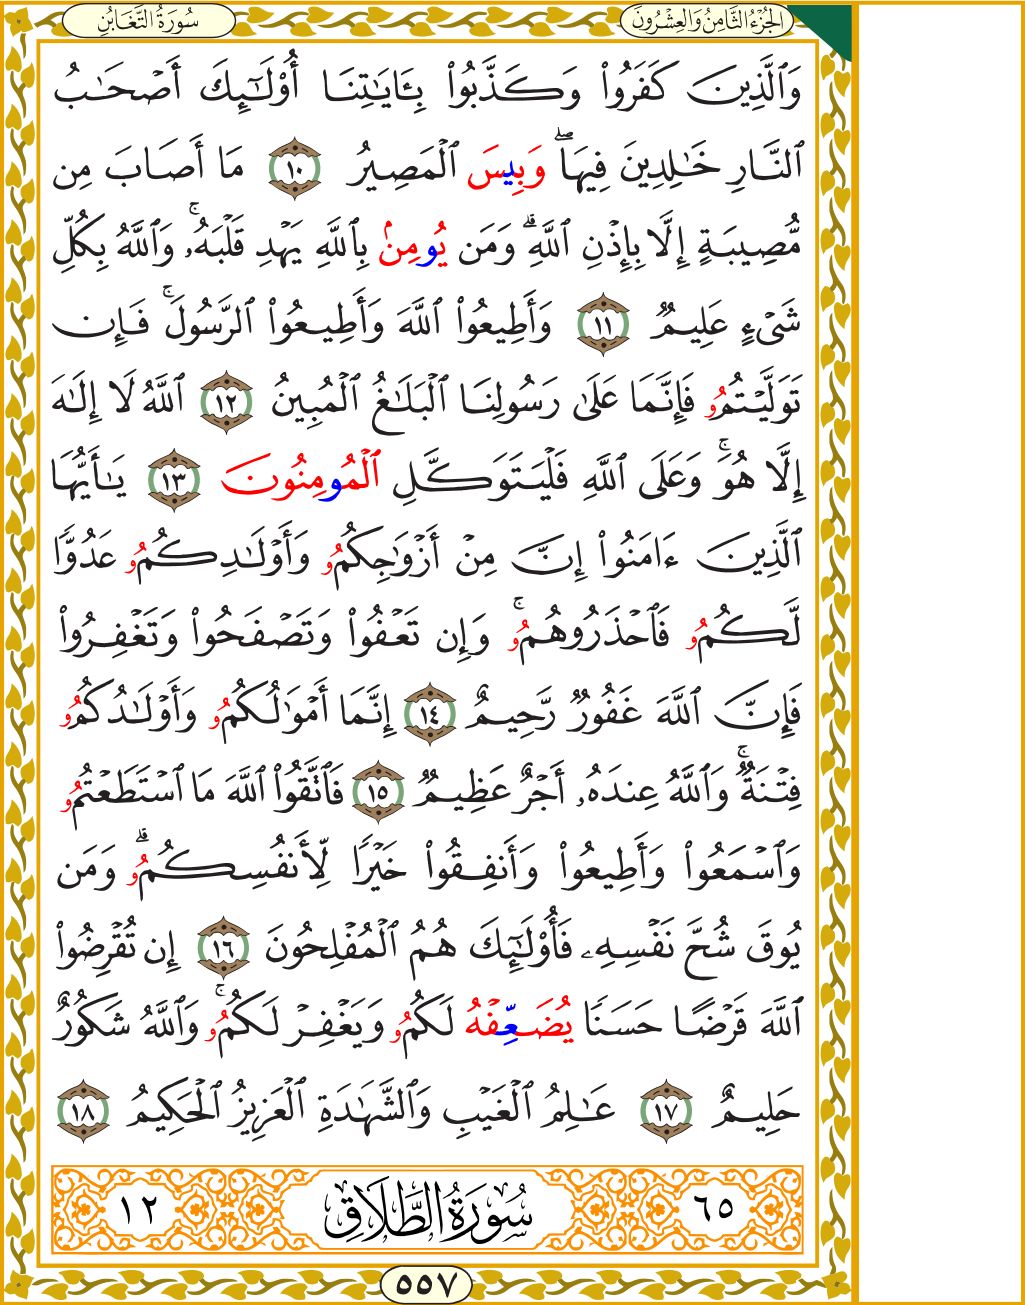 الجُزْءُ الثَّامِنُ وَالعِشْرُونَ
سُورَةُ التَّغَابُنِ
وَٱلَّذِينَ كَفَرُواْ وَكَذَّبُواْ بِـَٔايَٰتِنَا أُوْلَٰٓئِكَ أَصْحَٰبُ
ٱلنَّارِ خَٰلِدِينَ فِيهَاۖ وَبِيسَ ٱلْمَصِيرُ ١٠ مَا أَصَابَ مِن
مُّصِيبَةٍ إِلَّا بِإِذْنِ ٱللَّهِۗ وَمَن يُومِنۢ بِٱللَّهِ يَهْدِ قَلْبَهُۥۚ وَٱللَّهُ بِكُلِّ
شَىْءٍ عَلِيمٌ ١١ وَأَطِيعُواْ ٱللَّهَ وَأَطِيعُواْ ٱلرَّسُولَۚ فَإِن
تَوَلَّيْتُمُۥ فَإِنَّمَا عَلَىٰ رَسُولِنَا ٱلْبَلَٰغُ ٱلْمُبِينُ ١٢ ٱللَّهُ لَا إِلَٰهَ
إِلَّا هُوَۚ وَعَلَى ٱللَّهِ فَلْيَتَوَكَّلِ ٱلْمُومِنُونَ ١٣ يَٰأَيُّهَا
ٱلَّذِينَ ءَامَنُواْ إِنَّ مِنْ أَزْوَٰجِكُمُۥ وَأَوْلَٰدِكُمُۥ عَدُوًّا
لَّكُمُۥ فَٱحْذَرُوهُمُۥۚ وَإِن تَعْفُواْ وَتَصْفَحُواْ وَتَغْفِرُواْ
فَإِنَّ ٱللَّهَ غَفُورٌ رَّحِيمٌ ١٤ إِنَّمَا أَمْوَٰلُكُمُۥ وَأَوْلَٰدُكُمُۥ
فِتْنَةٌۚ وَٱللَّهُ عِندَهُۥ أَجْرٌ عَظِيمٌ ١٥ فَٱتَّقُواْ ٱللَّهَ مَا ٱسْتَطَعْتُمُۥ
وَٱسْمَعُواْ وَأَطِيعُواْ وَأَنفِقُواْ خَيْرًا لِّأَنفُسِكُمُۥۗ وَمَن
يُوقَ شُحَّ نَفْسِهِۦ فَأُوْلَٰٓئِكَ هُمُ ٱلْمُفْلِحُونَ ١٦ إِن تُقْرِضُواْ
ٱللَّهَ قَرْضًا حَسَنًا يُضَعِّفْهُ لَكُمُۥ وَيَغْفِرْ لَكُمُۥۚ وَٱللَّهُ شَكُورٌ
حَلِيمٌ ١٧ عَٰلِمُ ٱلْغَيْبِ وَٱلشَّهَٰدَةِ ٱلْعَزِيزُ ٱلْحَكِيمُ ١٨
٦٥ سُورَةُ الطَّلَاقِ ١٢
٥٥٧